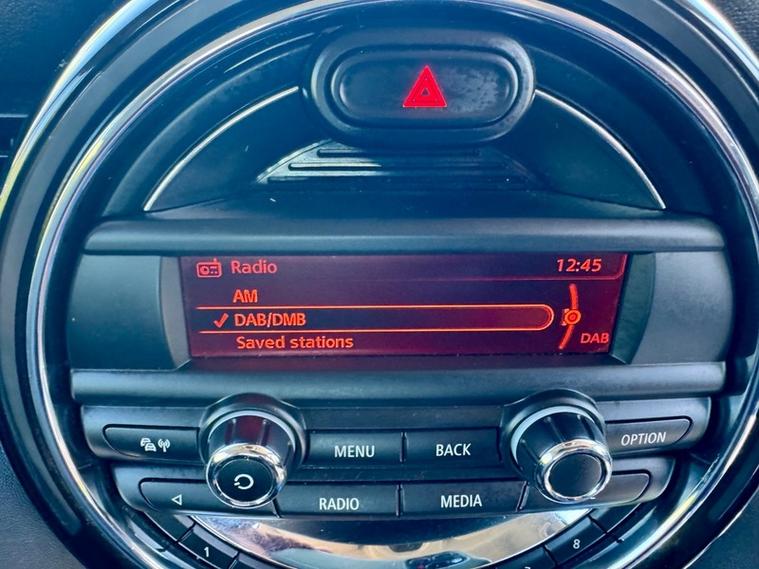 Radio 12:45
AM
DAB/DMB
Saved stations
DAB
MENU BACK OPTION
RADIO MEDIA
1 8